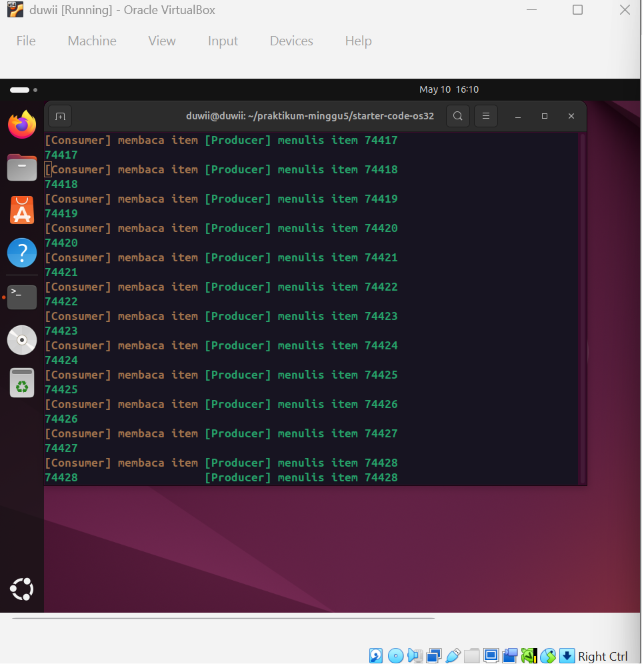 duwii [Running] - Oracle VirtualBox
File Machine View Input Devices Help
May 10 16:10
duwii@duwii: ~/praktikum-minggu5/starter-code-os32
[Consumer] membaca item [Producer] menulis item 74417
74417
[Consumer] membaca item [Producer] menulis item 74418
74418
[Consumer] membaca item [Producer] menulis item 74419
74419
[Consumer] membaca item [Producer] menulis item 74420
74420
[Consumer] membaca item [Producer] menulis item 74421
74421
[Consumer] membaca item [Producer] menulis item 74422
74422
[Consumer] membaca item [Producer] menulis item 74423
74423
[Consumer] membaca item [Producer] menulis item 74424
74424
[Consumer] membaca item [Producer] menulis item 74425
74425
[Consumer] membaca item [Producer] menulis item 74426
74426
[Consumer] membaca item [Producer] menulis item 74427
74427
[Consumer] membaca item [Producer] menulis item 74428
74428 [Producer] menulis item 74428
Right Ctrl